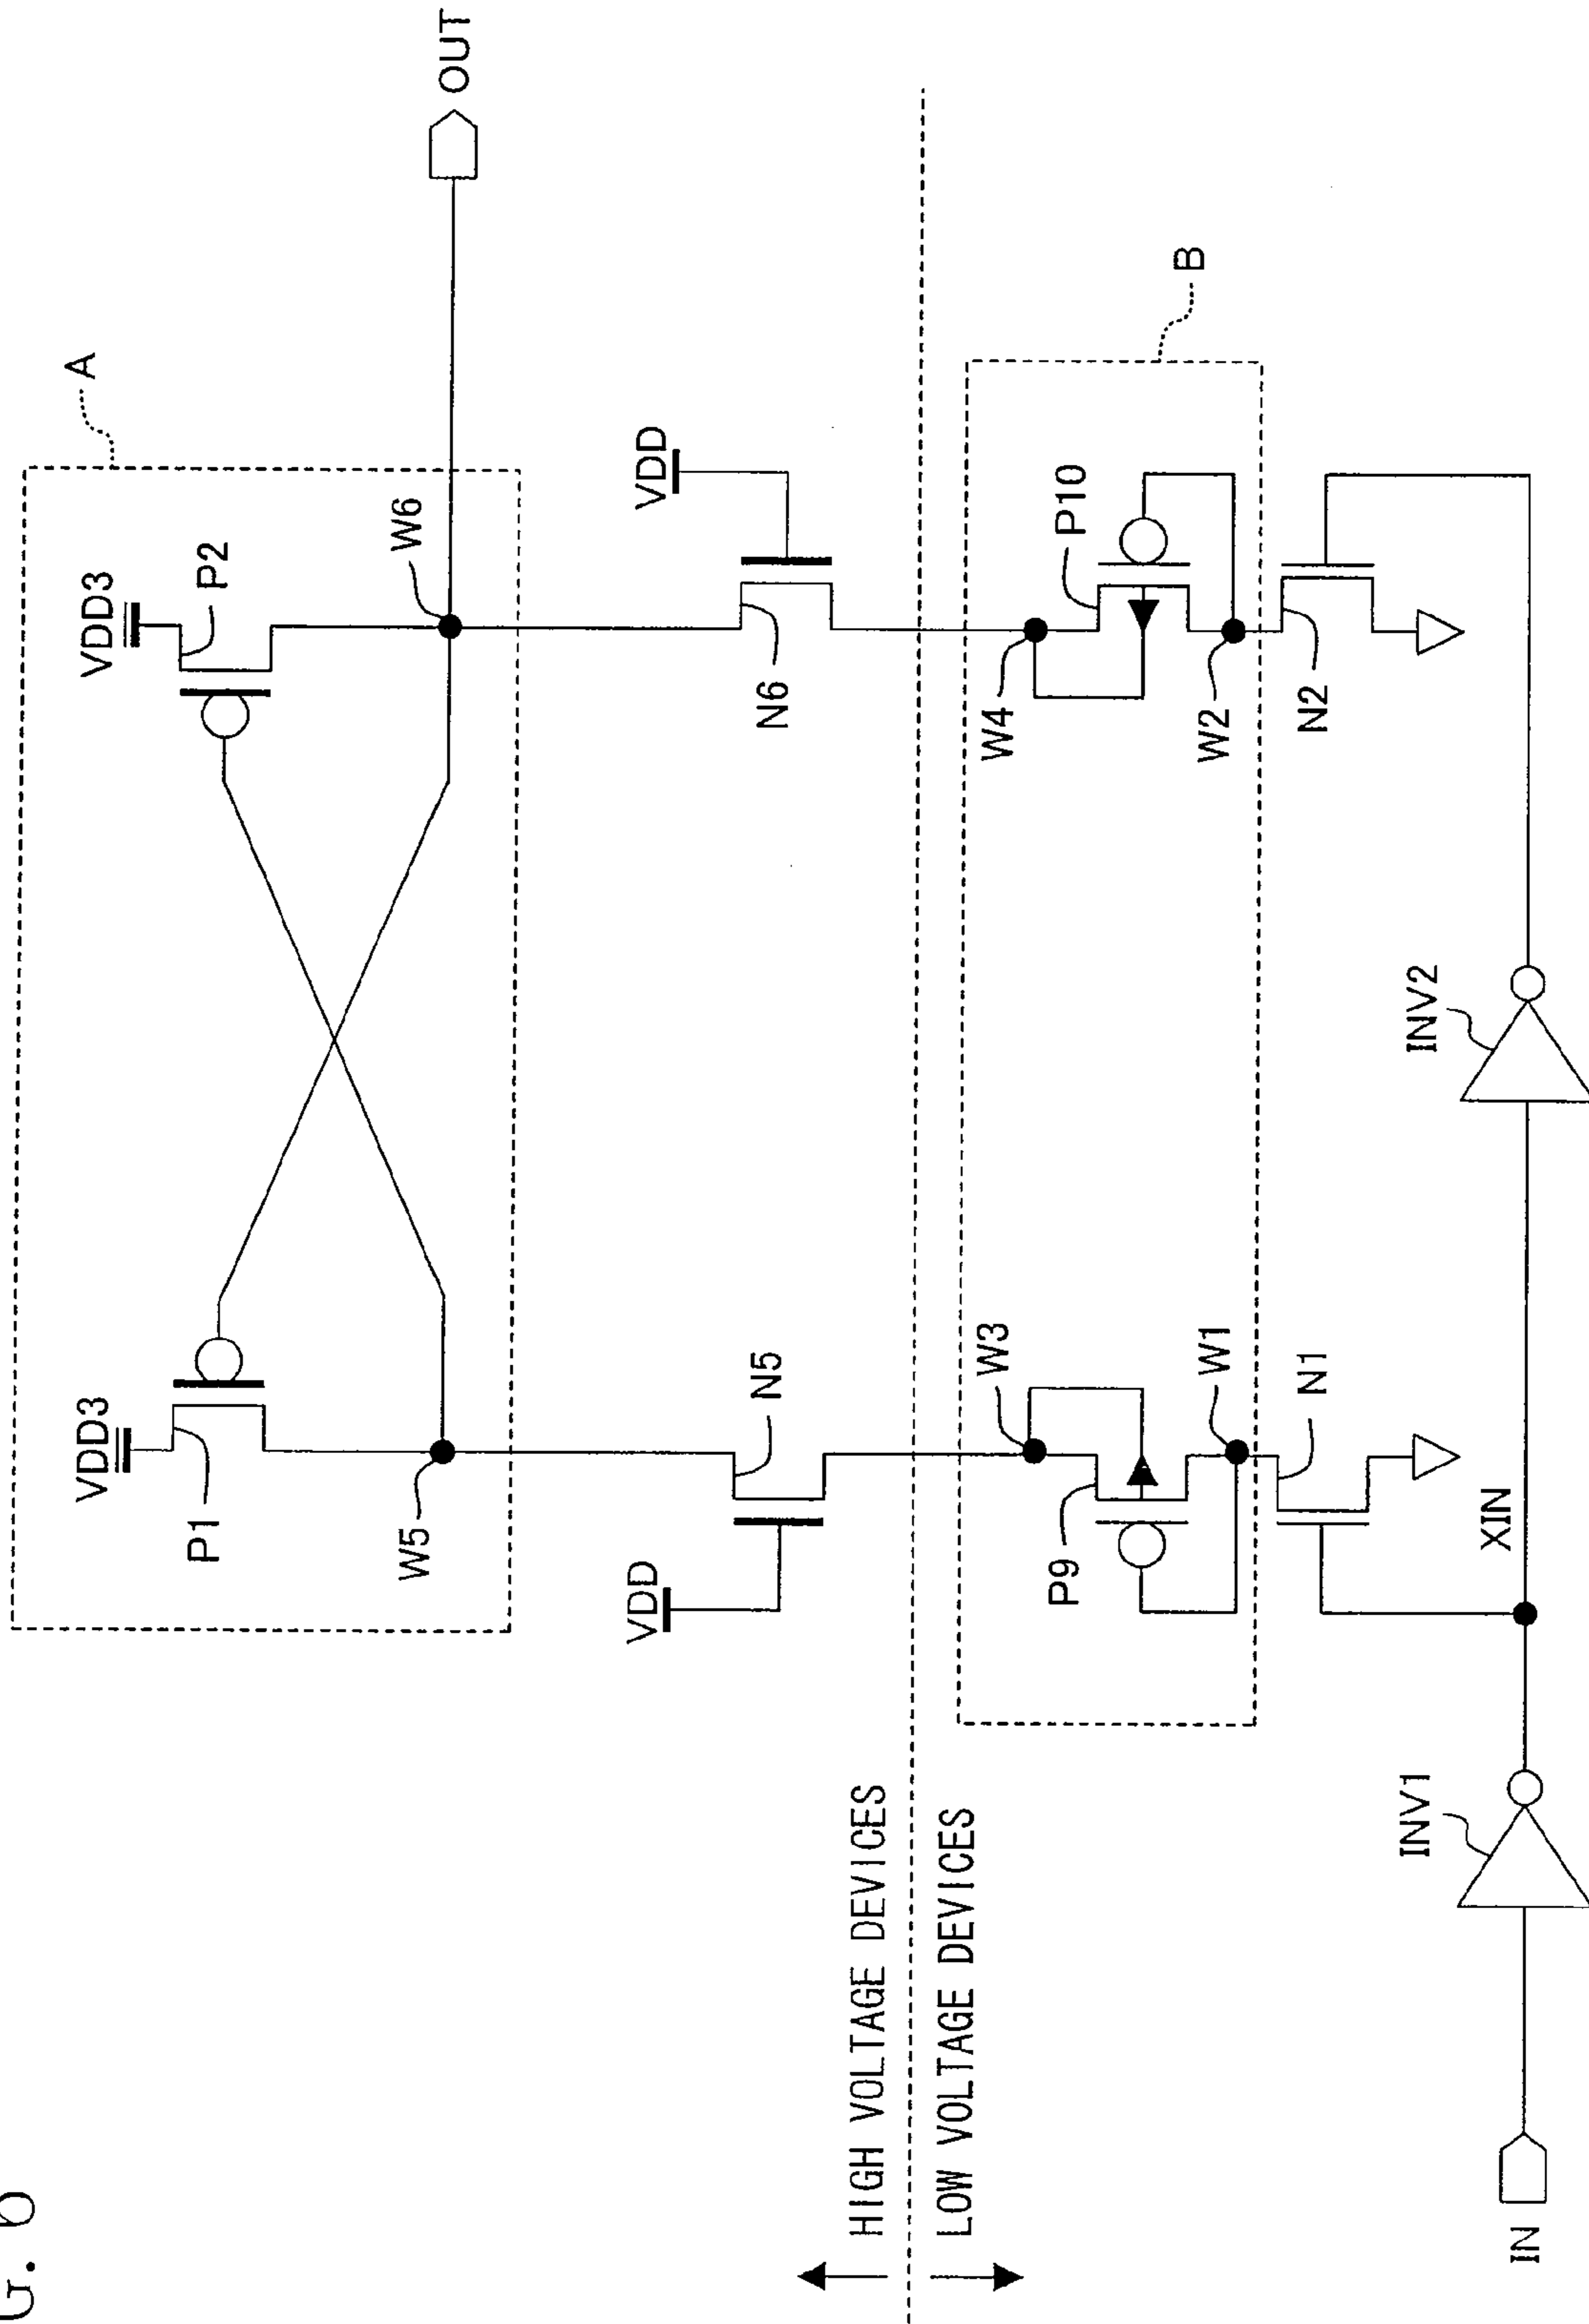 G. 6
A
VDD3
VDD3
P1
P2
W5
W6
OUT
VDD
VDD
N5
N6
HIGH VOLTAGE DEVICES
LOW VOLTAGE DEVICES
W3
W4
B
P9
P10
W1
W2
N1
N2
XIN
INV1
INV2
IN